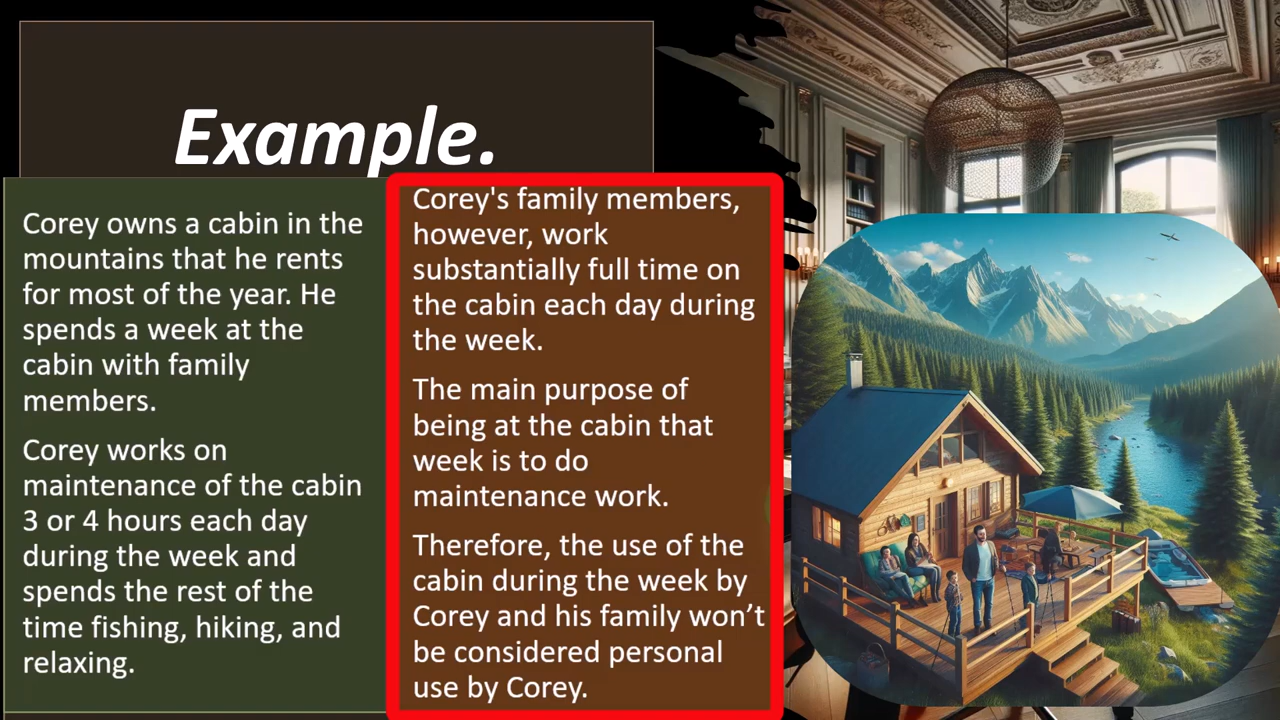 Example.
Corey owns a cabin in the
mountains that he rents
for most of the year. He
spends a week at the
cabin with family
members.
Corey works on
maintenance of the cabin
3 or 4 hours each day
during the week and
spends the rest of the
time fishing, hiking, and
relaxing.
Corey's family members,
however, work
substantially full time on
the cabin each day during
the week.
The main purpose of
being at the cabin that
week is to do
maintenance work.
Therefore, the use of the
cabin during the week by
Corey and his family won’t
be considered personal
use by Corey.